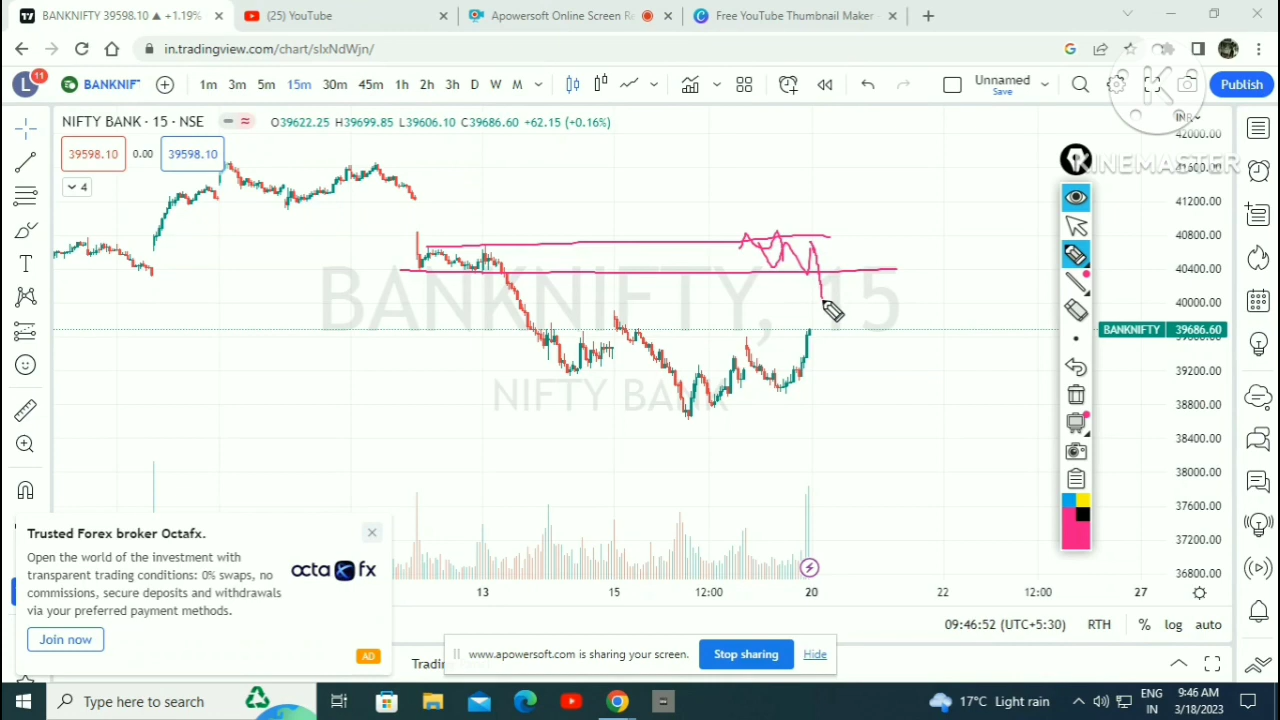 BANKNIFTY 39598.10 ▲ +1.19%
(25) YouTube
Apowersoft Online Screen Re
Free YouTube Thumbnail Maker -
in.tradingview.com/chart/slxNdWjn/
L 11 BANKNIFT 1m 3m 5m 15m 30m 45m 1h 2h 3h D W M Unnamed Save Publish
NIFTY BANK · 15 · NSE O39622.25 H39699.85 L39606.10 C39686.60 +62.15 (+0.16%)
INR
39598.10 0.00 39598.10
4
KINEMASTER
42000.00
41600.00
41200.00
40800.00
40400.00
40000.00
BANKNIFTY 39686.60
39200.00
38800.00
38400.00
38000.00
37600.00
37200.00
36800.00
BANKNIFTY, 15
NIFTY BANK
Trusted Forex broker Octafx.
Open the world of the investment with
transparent trading conditions: 0% swaps, no
commissions, secure deposits and withdrawals
via your preferred payment methods.
octa fx
Join now
AD
13 15 12:00 20 22 12:00 27
09:46:52 (UTC+5:30) RTH % log auto
www.apowersoft.com is sharing your screen. Stop sharing Hide
Type here to search
17°C Light rain
ENG
IN
9:46 AM
3/18/2023